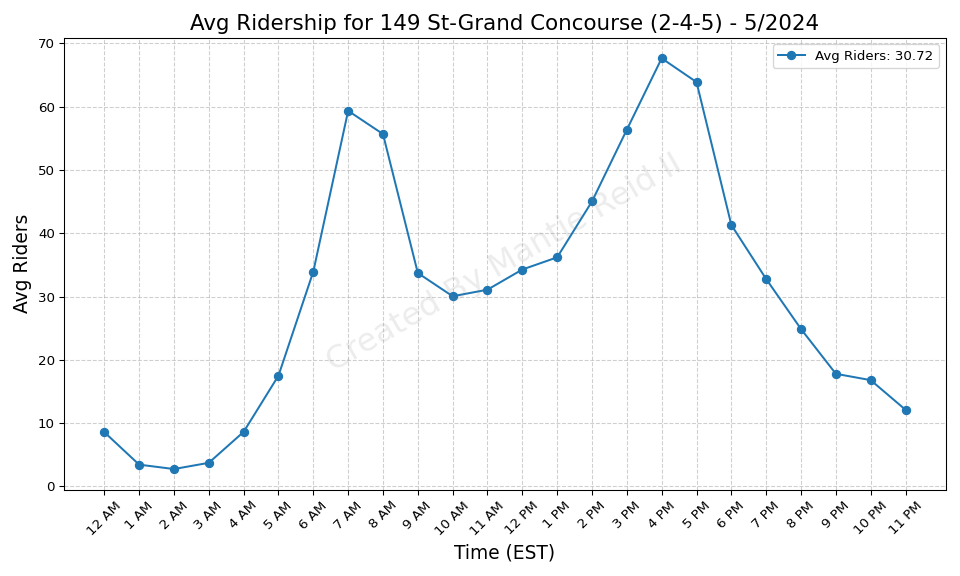 Avg Ridership for 149 St-Grand Concourse (2-4-5) - 5/2024
Avg Riders: 30.72
70
60
50
40
30
20
10
0
Avg Riders
Created By Mantie Reid II
12 AM
1 AM
2 AM
3 AM
4 AM
5 AM
6 AM
7 AM
8 AM
9 AM
10 AM
11 AM
12 PM
1 PM
2 PM
3 PM
4 PM
5 PM
6 PM
7 PM
8 PM
9 PM
10 PM
11 PM
Time (EST)